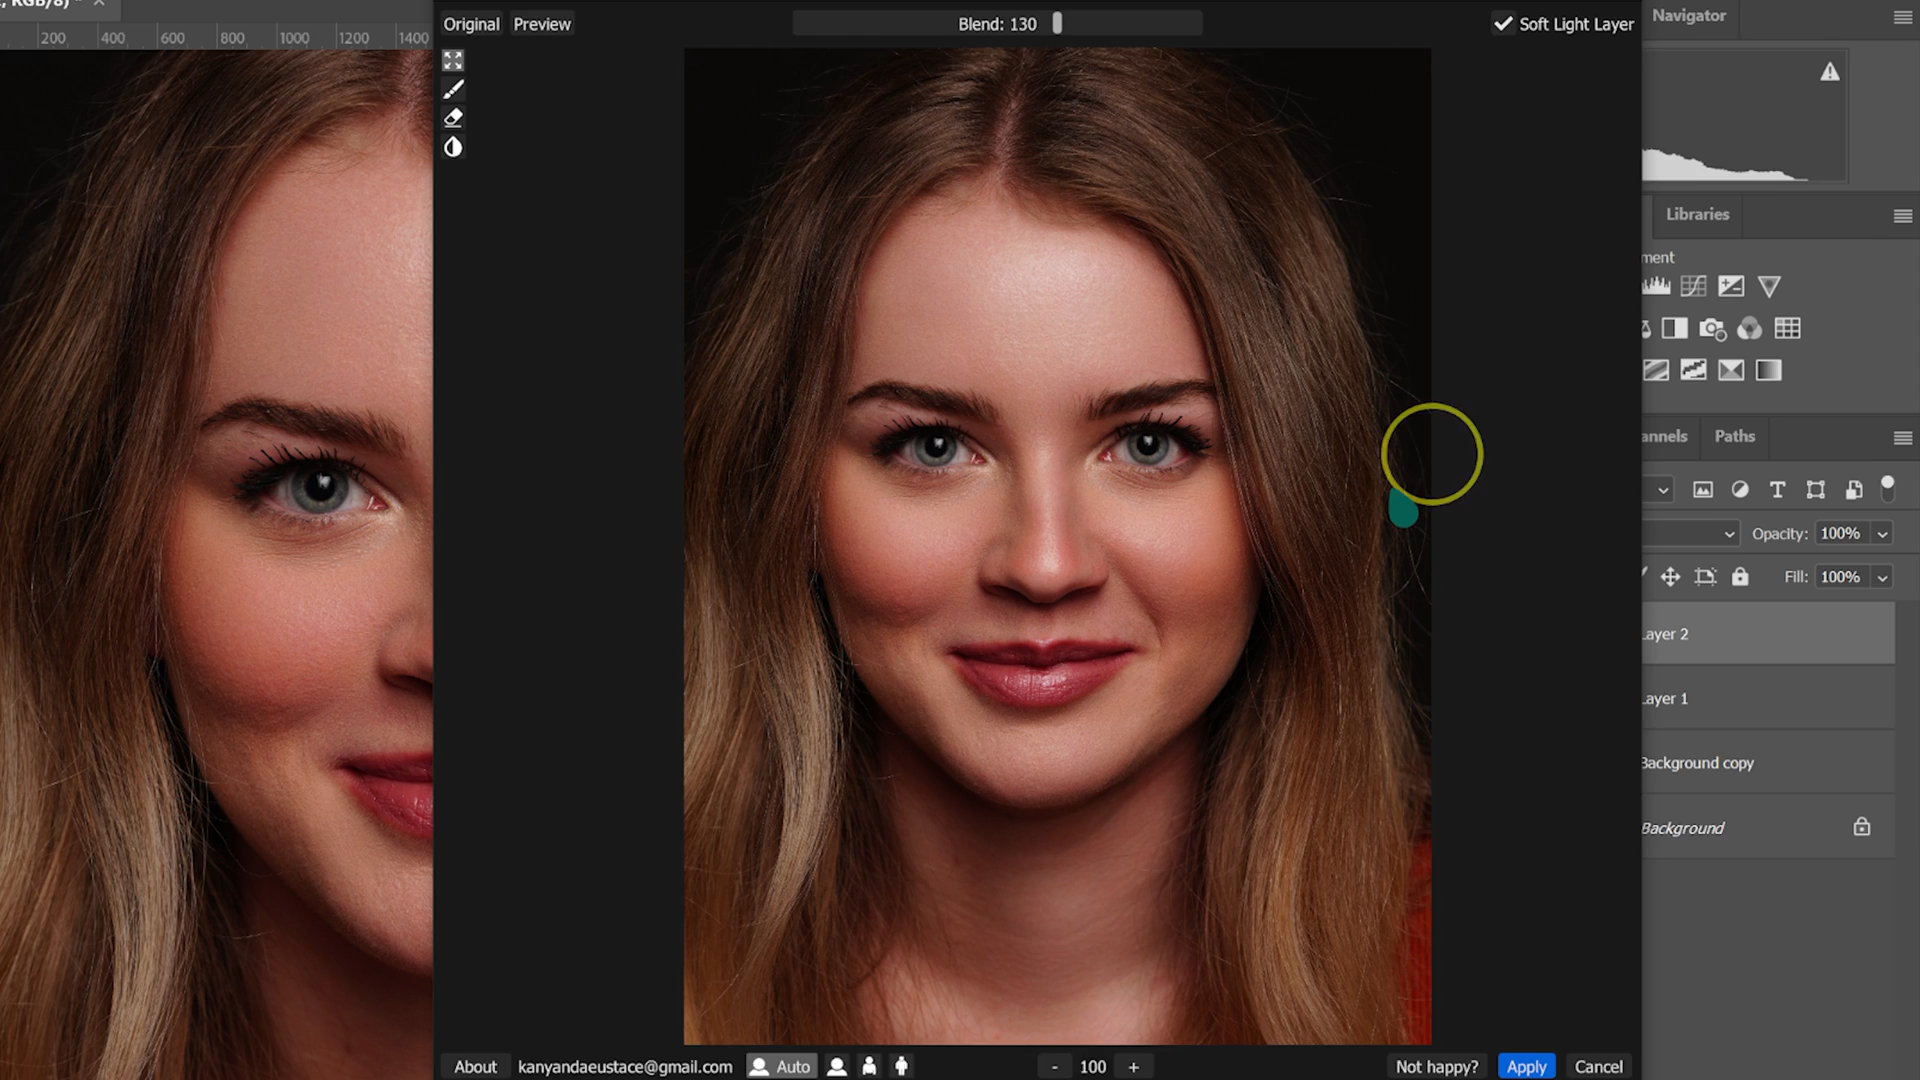 , RGB/8) * ×
200 400 600 800 1000 1200 1400
Original Preview Blend: 130 ✓ Soft Light Layer
Navigator
Libraries
ment
annels Paths
Opacity: 100%
Fill: 100%
Layer 2
Layer 1
Background copy
Background
About kanyandaeustace@gmail.com Auto - 100 + Not happy? Apply Cancel